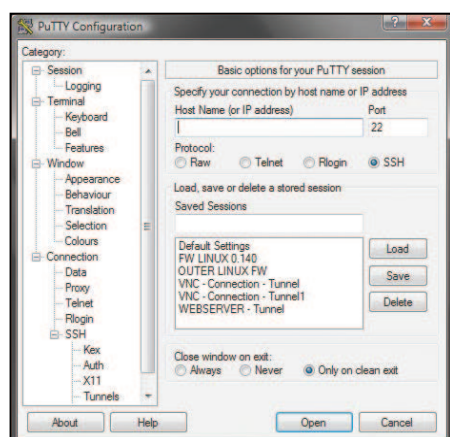 PuTTY Configuration
Category:
Session
Logging
Terminal
Keyboard
Bell
Features
Window
Appearance
Behaviour
Translation
Selection
Colours
Connection
Data
Proxy
Telnet
Rlogin
SSH
Kex
Auth
X11
Tunnels
Basic options for your PuTTY session
Specify your connection by host name or IP address
Host Name (or IP address) Port
22
Protocol:
Raw Telnet Rlogin SSH
Load, save or delete a stored session
Saved Sessions
Default Settings
FW LINUX 0.140
OUTER LINUX FW
VNC - Connection - Tunnel
VNC - Connection - Tunnel1
WEBSERVER - Tunnel
Load
Save
Delete
Close window on exit:
Always Never Only on clean exit
About Help Open Cancel